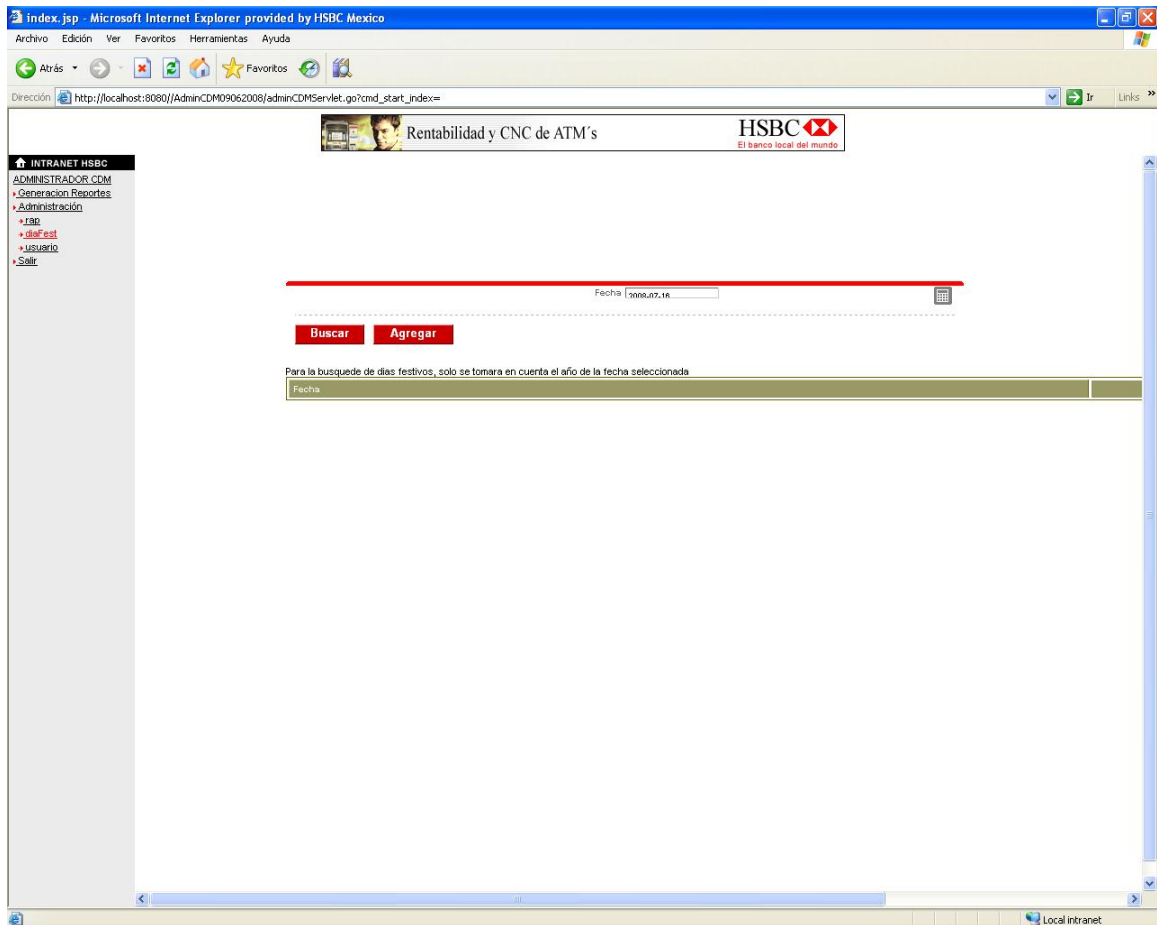 index.jsp - Microsoft Internet Explorer provided by HSBC Mexico
Archivo Edición Ver Favoritos Herramientas Ayuda
Atrás Favoritos
Dirección http://localhost:8080//AdminCDM09062008/adminCDMServlet.go?cmd_start_index= Ir Links »
Rentabilidad y CNC de ATM´s
HSBC
El banco local del mundo
INTRANET HSBC
ADMINISTRADOR CDM
Generacion Reportes
Administración
rap
diaFest
usuario
Salir
Fecha 2008-07-16
Buscar Agregar
Para la busquede de dias festivos, solo se tomara en cuenta el año de la fecha seleccionada
Fecha
Local intranet